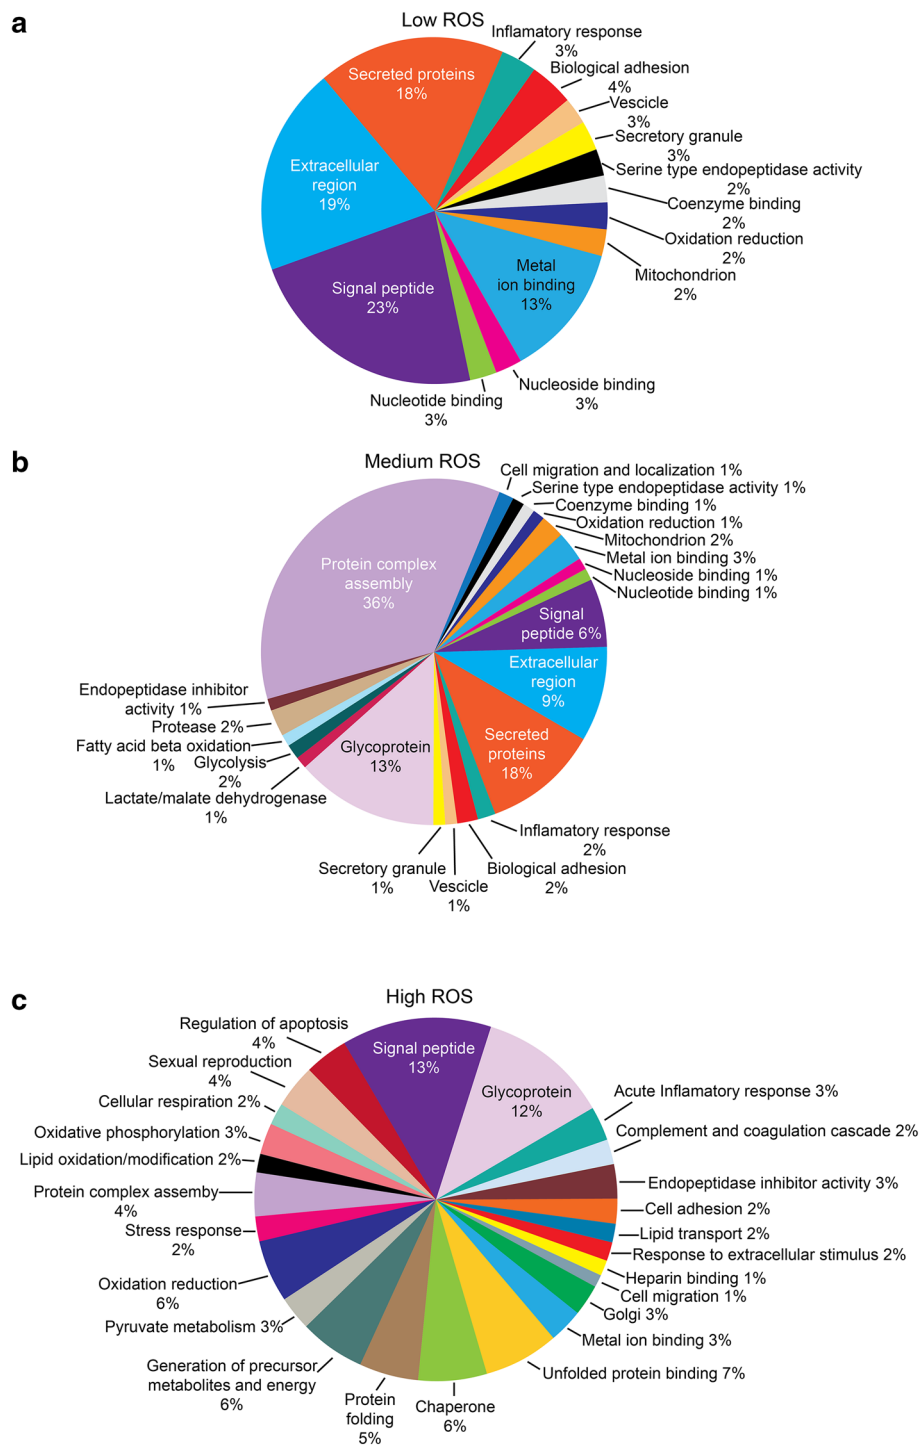 a
Low ROS
Inflamatory response
3%
Biological adhesion
4%
Vescicle
3%
Secretory granule
3%
Serine type endopeptidase activity
2%
Coenzyme binding
2%
Oxidation reduction
2%
Mitochondrion
2%
Metal
ion binding
13%
Nucleoside binding
3%
Nucleotide binding
3%
Signal peptide
23%
Extracellular
region
19%
Secreted proteins
18%
b
Medium ROS
Cell migration and localization 1%
Serine type endopeptidase activity 1%
Coenzyme binding 1%
Oxidation reduction 1%
Mitochondrion 2%
Metal ion binding 3%
Nucleoside binding 1%
Nucleotide binding 1%
Signal
peptide 6%
Extracellular
region
9%
Secreted
proteins
18%
Inflamatory response
2%
Biological adhesion
2%
Vescicle
1%
Secretory granule
1%
Glycoprotein
13%
Lactate/malate dehydrogenase
1%
Glycolysis
2%
Fatty acid beta oxidation
1%
Protease 2%
Endopeptidase inhibitor
activity 1%
Protein complex
assembly
36%
c
High ROS
Signal peptide
13%
Glycoprotein
12%
Acute Inflamatory response 3%
Complement and coagulation cascade 2%
Endopeptidase inhibitor activity 3%
Cell adhesion 2%
Lipid transport 2%
Response to extracellular stimulus 2%
Heparin binding 1%
Cell migration 1%
Golgi 3%
Metal ion binding 3%
Unfolded protein binding 7%
Chaperone
6%
Protein
folding
5%
Generation of precursor
metabolites and energy
6%
Pyruvate metabolism 3%
Oxidation reduction
6%
Stress response
2%
Protein complex assemby
4%
Lipid oxidation/modification 2%
Oxidative phosphorylation 3%
Cellular respiration 2%
Sexual reproduction
4%
Regulation of apoptosis
4%